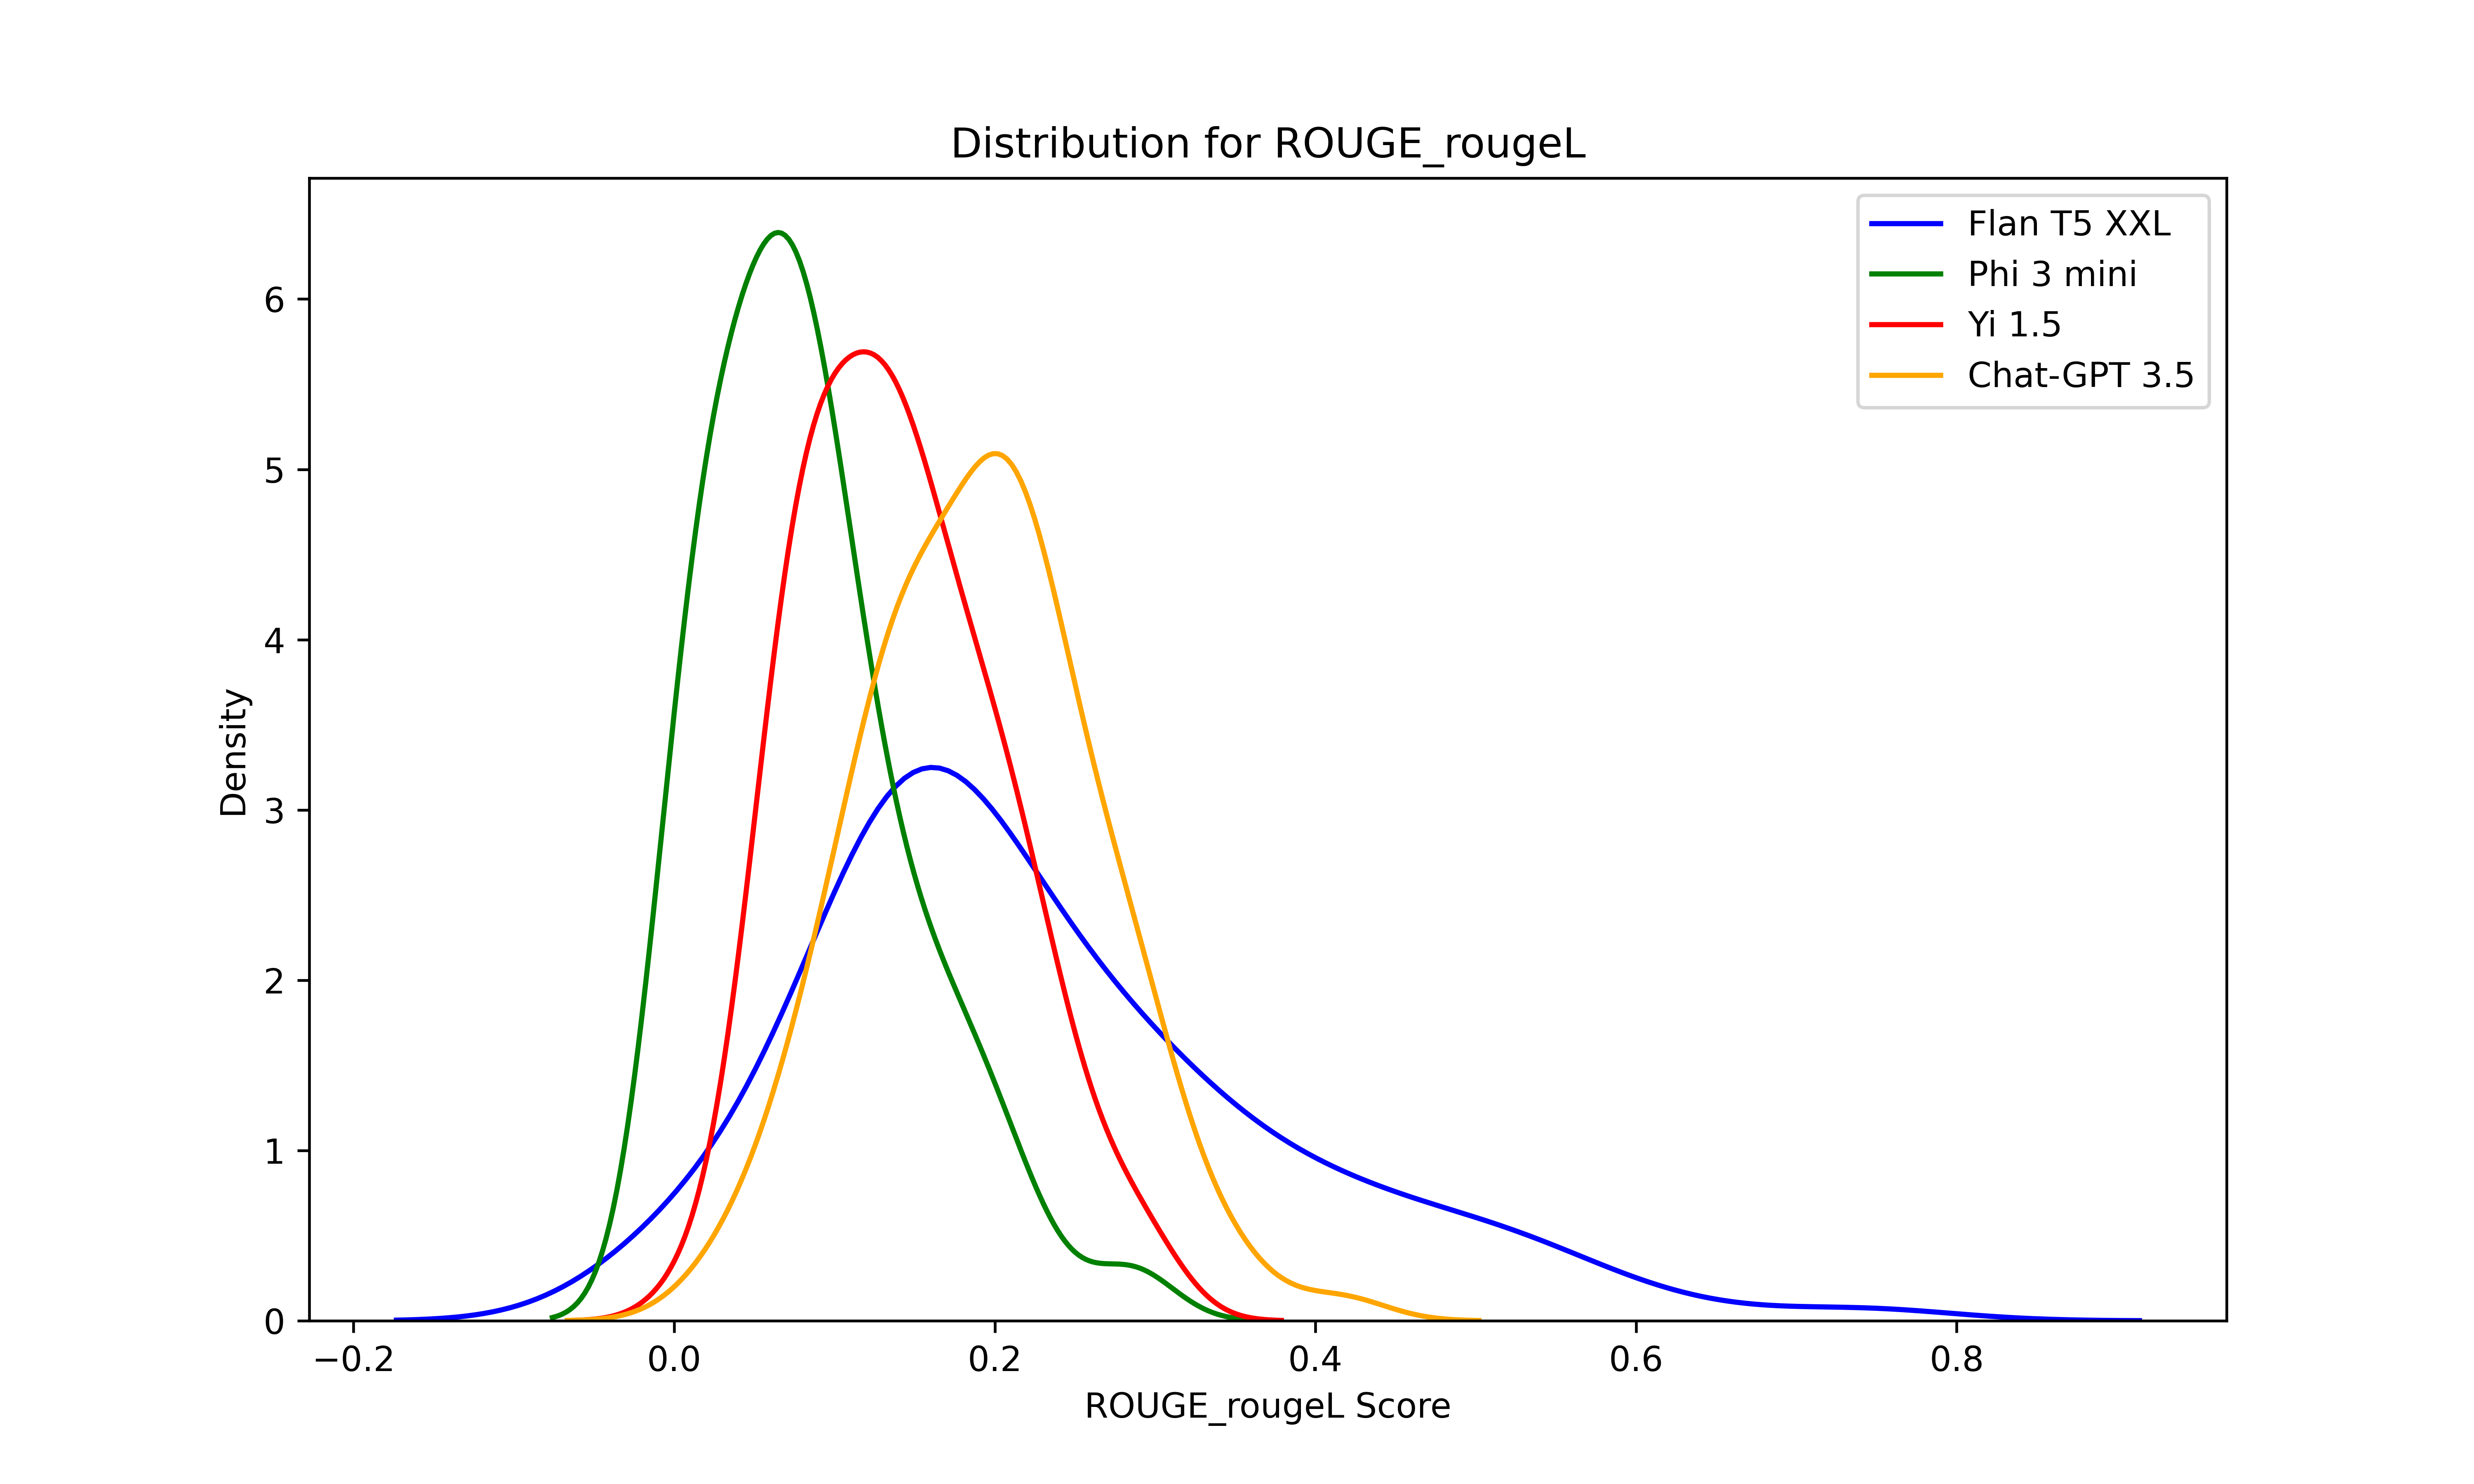 Distribution for ROUGE_rougeL
Flan T5 XXL
Phi 3 mini
Yi 1.5
Chat-GPT 3.5
Density
6
5
4
3
2
1
0
−0.2 0.0 0.2 0.4 0.6 0.8
ROUGE_rougeL Score